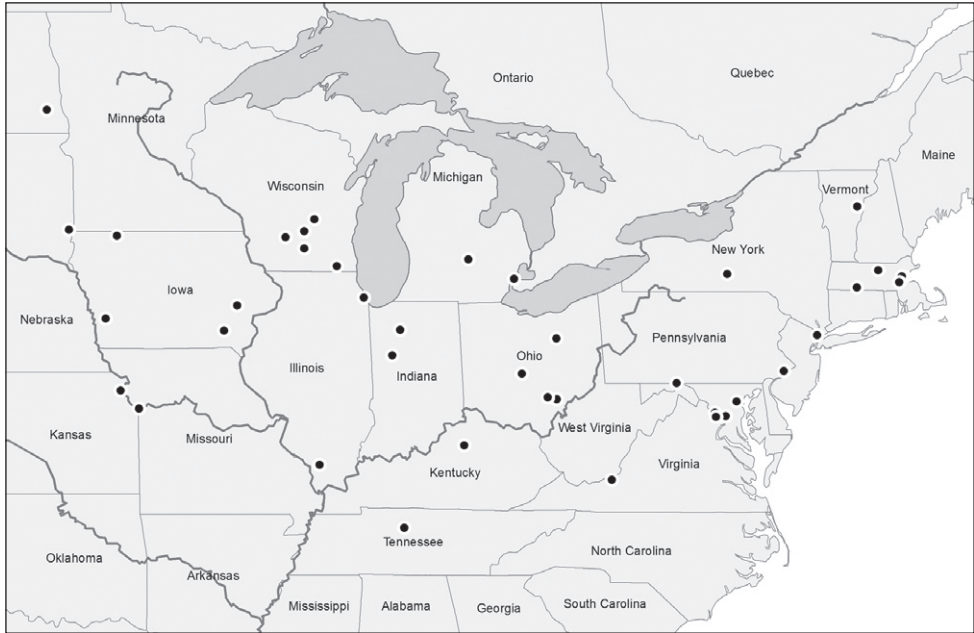 Ontario
Quebec
Minnesota
Maine
Michigan
Wisconsin
Vermont
New York
Iowa
Nebraska
Pennsylvania
Ohio
Illinois
Indiana
West Virginia
Kansas
Missouri
Virginia
Kentucky
Tennessee
North Carolina
Oklahoma
Arkansas
Mississippi
Alabama
Georgia
South Carolina